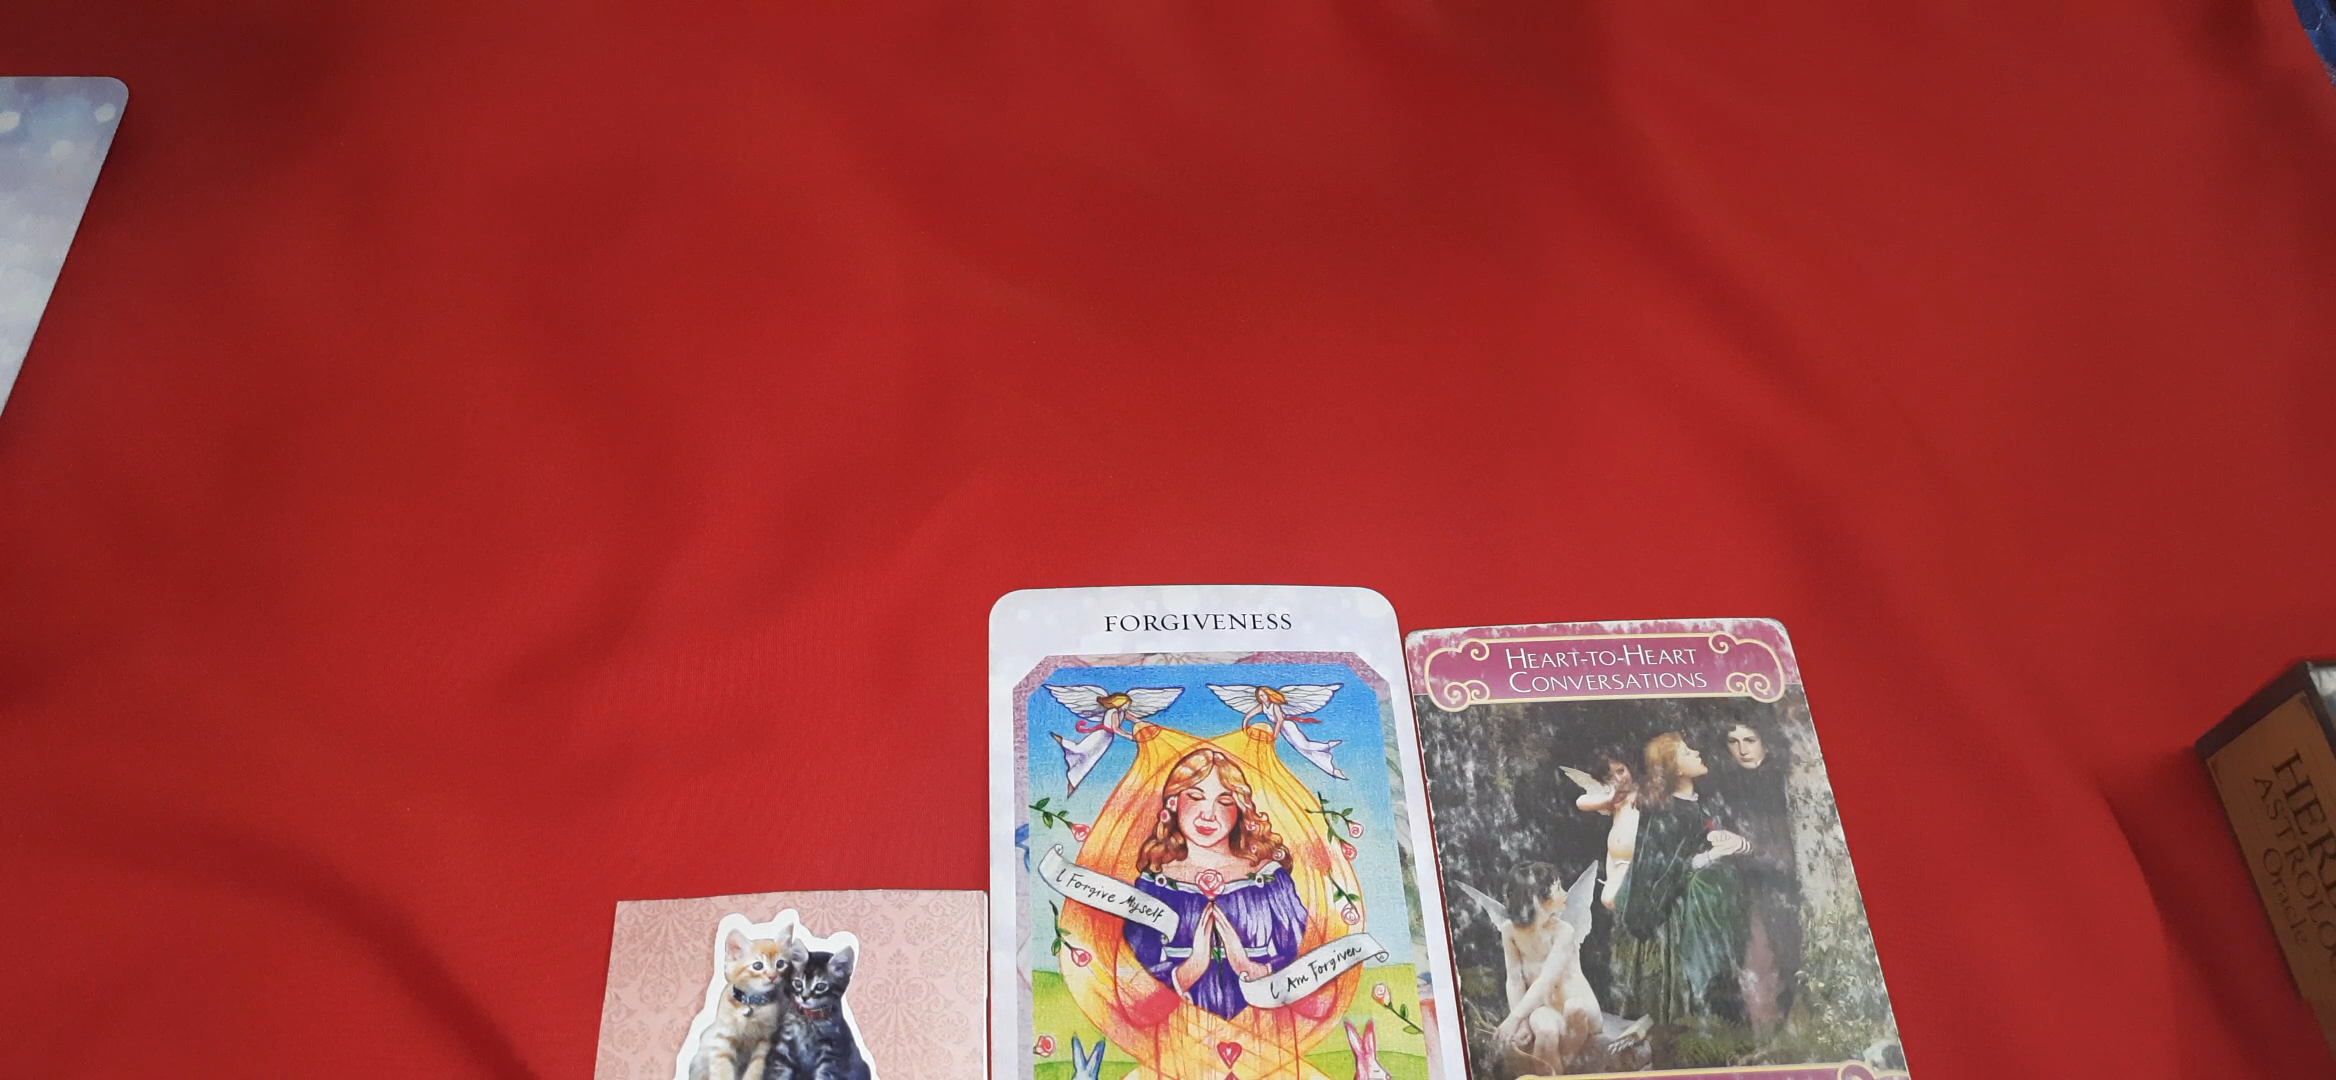 FORGIVENESS
I Forgive Myself
I Am Forgiven
HEART-TO-HEART
CONVERSATIONS
Oracle